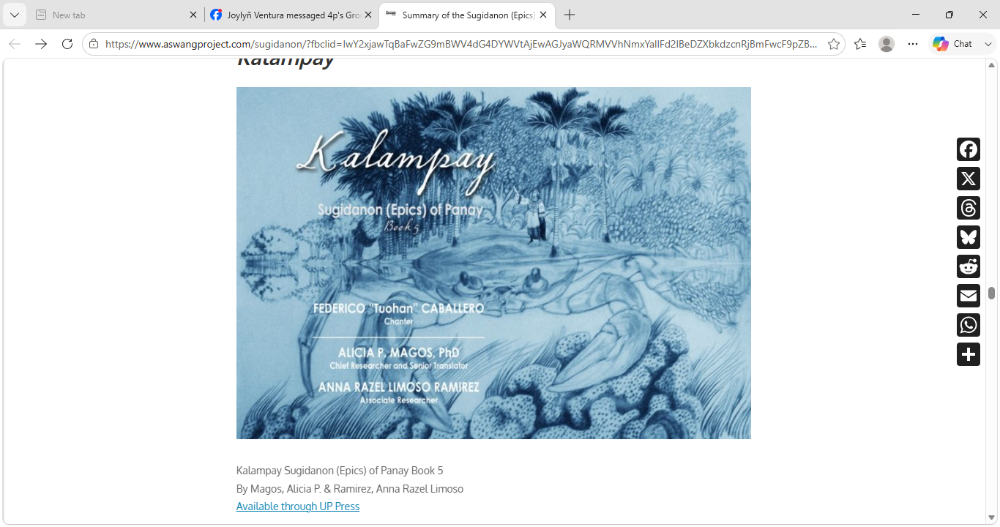 New tab
Joylyñ Ventura messaged 4p's Gro
Summary of the Sugidanon (Epics)
https://www.aswangproject.com/sugidanon/?fbclid=IwY2xjawTqBaFwZG9mBWV4dG4DYWVtAjEwAGJyaWQRMVVhNmxYallFd2lBeDZXbkdzcnRjBmFwcF9pZB...
Chat
Kalampay
Kalampay
Sugidanon (Epics) of Panay
Book 5
FEDERICO "Tuohan" CABALLERO
Chanter
ALICIA P. MAGOS, PhD
Chief Researcher and Senior Translator
ANNA RAZEL LIMOSO RAMIREZ
Associate Researcher
Kalampay Sugidanon (Epics) of Panay Book 5
By Magos, Alicia P. & Ramirez, Anna Razel Limoso
Available through UP Press